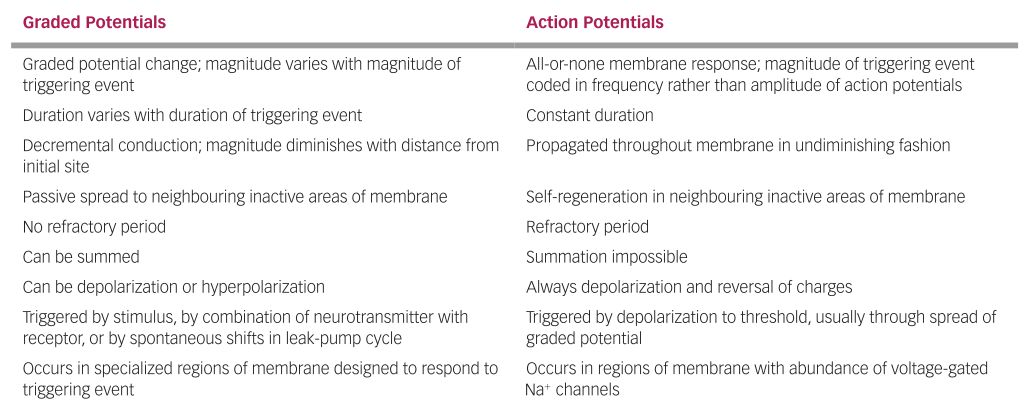 Graded Potentials
Action Potentials
Graded potential change; magnitude varies with magnitude of
triggering event
All-or-none membrane response; magnitude of triggering event
coded in frequency rather than amplitude of action potentials
Duration varies with duration of triggering event
Constant duration
Decremental conduction; magnitude diminishes with distance from
initial site
Propagated throughout membrane in undiminishing fashion
Passive spread to neighbouring inactive areas of membrane
Self-regeneration in neighbouring inactive areas of membrane
No refractory period
Refractory period
Can be summed
Summation impossible
Can be depolarization or hyperpolarization
Always depolarization and reversal of charges
Triggered by stimulus, by combination of neurotransmitter with
receptor, or by spontaneous shifts in leak-pump cycle
Triggered by depolarization to threshold, usually through spread of
graded potential
Occurs in specialized regions of membrane designed to respond to
triggering event
Occurs in regions of membrane with abundance of voltage-gated
Na⁺ channels